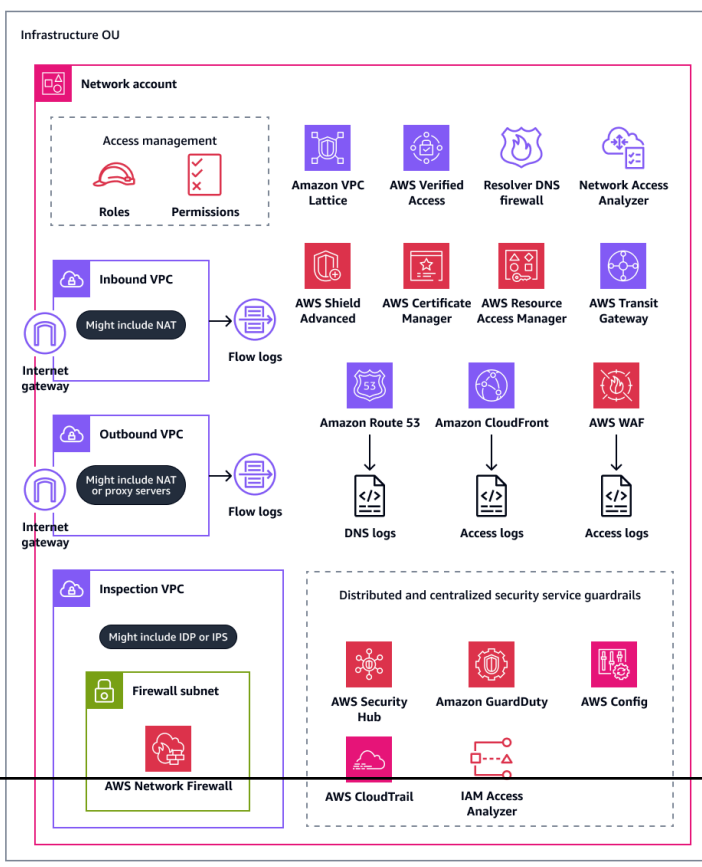 Infrastructure OU
Network account
Access management
Roles
Permissions
Amazon VPC
Lattice
AWS Verified
Access
Resolver DNS
firewall
Network Access
Analyzer
Inbound VPC
Might include NAT
Internet
gateway
Flow logs
AWS Shield
Advanced
AWS Certificate
Manager
AWS Resource
Access Manager
AWS Transit
Gateway
Outbound VPC
Might include NAT
or proxy servers
Internet
gateway
Flow logs
53
Amazon Route 53
Amazon CloudFront
AWS WAF
</>
DNS logs
</>
Access logs
</>
Access logs
Inspection VPC
Might include IDP or IPS
Firewall subnet
AWS Network Firewall
Distributed and centralized security service guardrails
AWS Security
Hub
Amazon GuardDuty
AWS Config
AWS CloudTrail
IAM Access
Analyzer